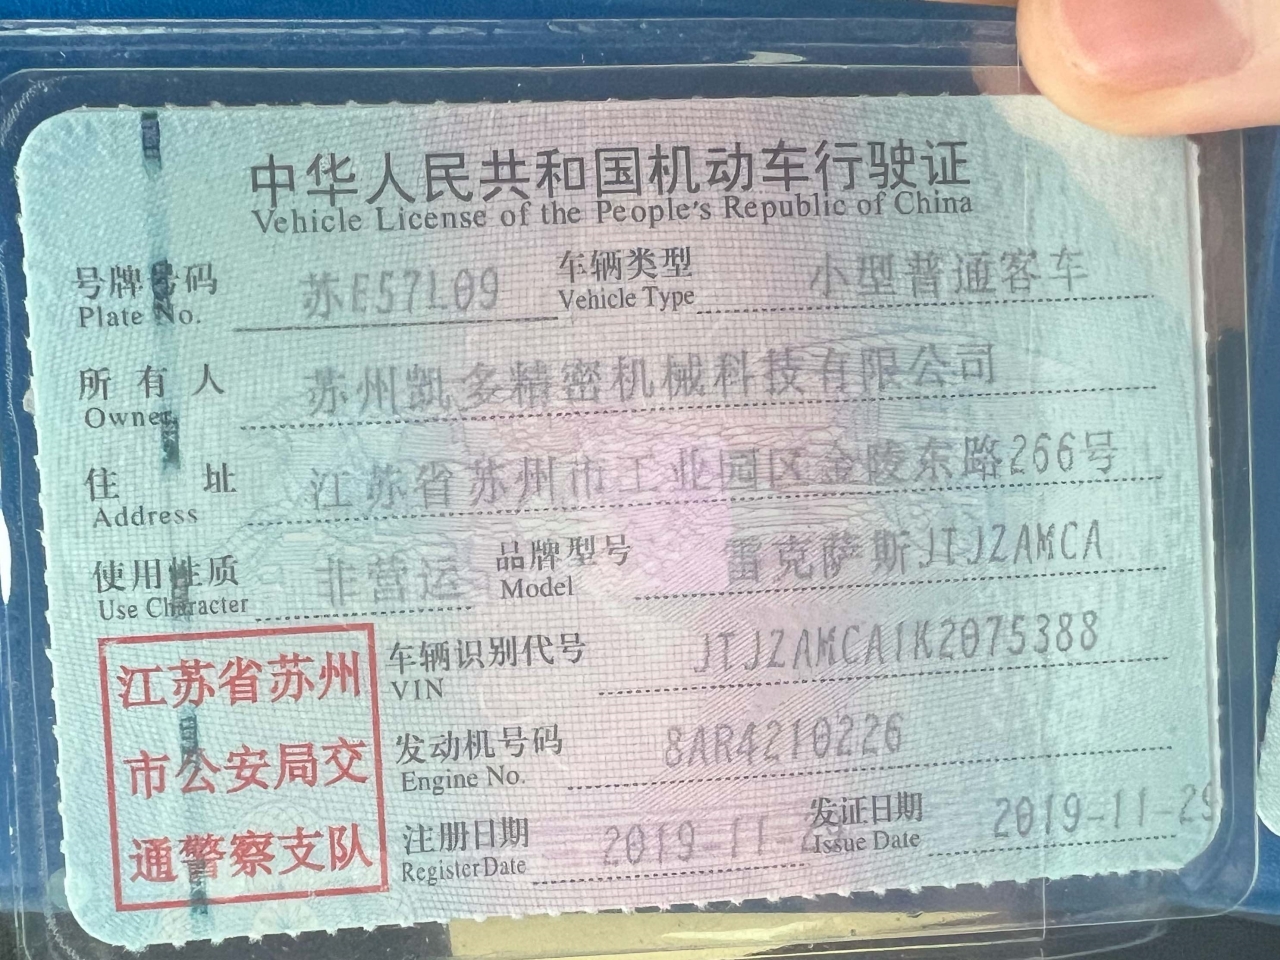 中华人民共和国机动车行驶证
Vehicle License of the People's Republic of China
号牌号码 苏E57L09 车辆类型 小型普通客车
Plate No. Vehicle Type
所有人 苏州凯多精密机械科技有限公司
Owner
住址 江苏省苏州市工业园区金陵东路266号
Address
使用性质 非营运 品牌型号 雷克萨斯JTJZAMCA
Use Character Model
江苏省苏州
市公安局交
通警察支队
车辆识别代号 JTJZAMCA1K2075388
VIN
发动机号码 8AR4210226
Engine No.
注册日期 2019-11-29 发证日期 2019-11-29
Register Date Issue Date